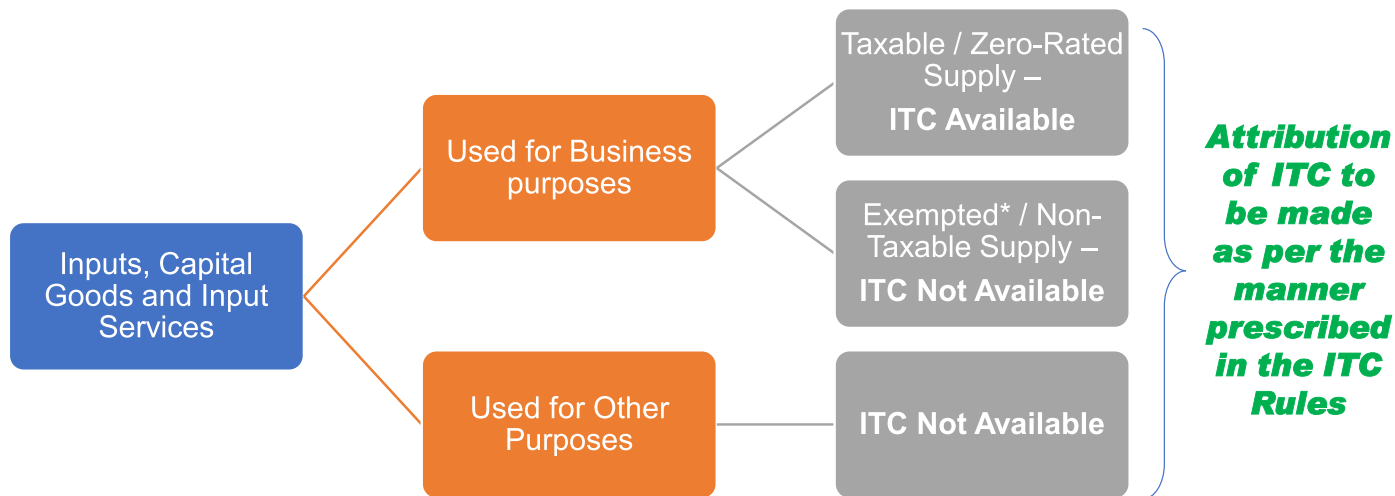 Inputs, Capital
Goods and Input
Services
Used for Business
purposes
Used for Other
Purposes
Taxable / Zero-Rated
Supply –
ITC Available
Exempted* / Non-
Taxable Supply –
ITC Not Available
ITC Not Available
Attribution
of ITC to
be made
as per the
manner
prescribed
in the ITC
Rules